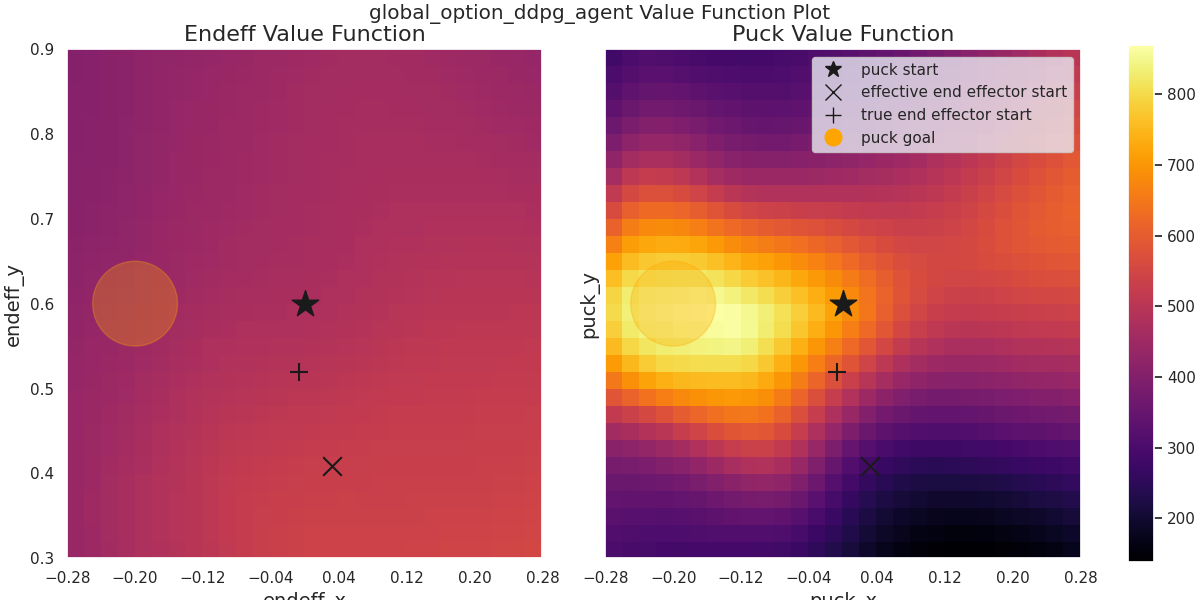 global_option_ddpg_agent Value Function Plot
Endeff Value Function
Puck Value Function
puck start
effective end effector start
true end effector start
puck goal
0.9
0.8
0.7
0.6
0.5
0.4
0.3
endeff_y
−0.28 −0.20 −0.12 −0.04 0.04 0.12 0.20 0.28
endeff_x
puck_y
−0.28 −0.20 −0.12 −0.04 0.04 0.12 0.20 0.28
puck_x
800
700
600
500
400
300
200